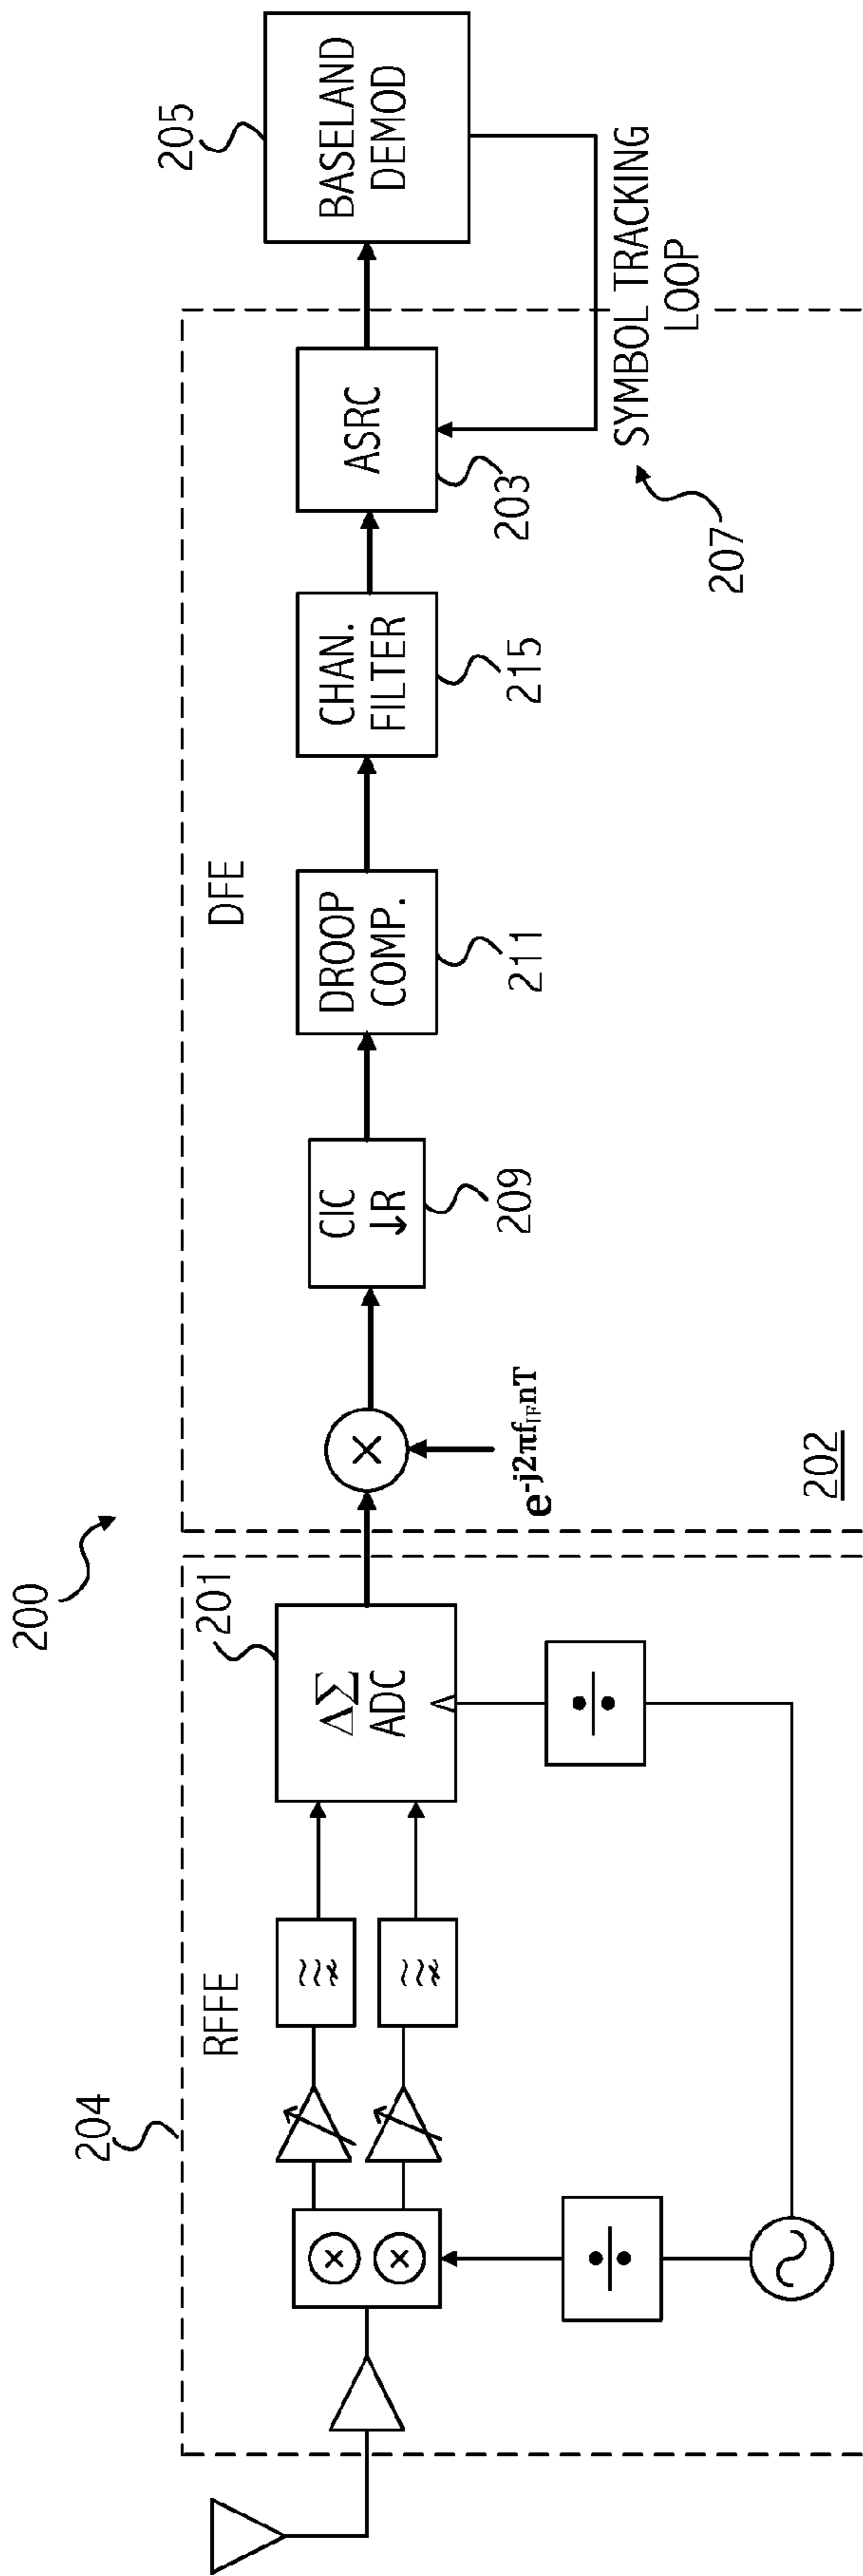 200
204
RFFE
201
ΔΣ
ADC
÷
÷
DFE
e^-j2πf_IFnT
CIC
↓R
209
DROOP
COMP.
211
CHAN.
FILTER
215
ASRC
203
205
BASELAND
DEMOD
SYMBOL TRACKING
LOOP
207
202